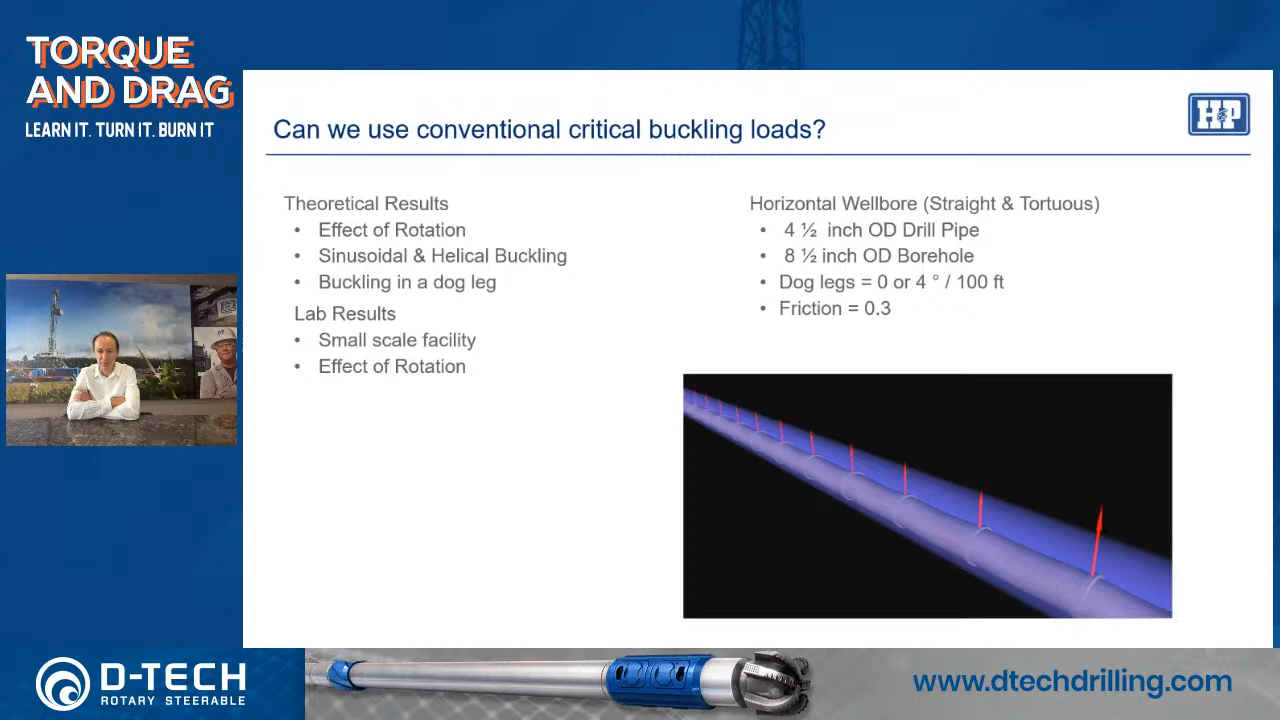 TORQUE
AND DRAG
LEARN IT. TURN IT. BURN IT
Can we use conventional critical buckling loads?
H&P
Theoretical Results
• Effect of Rotation
• Sinusoidal & Helical Buckling
• Buckling in a dog leg
Lab Results
• Small scale facility
• Effect of Rotation
Horizontal Wellbore (Straight & Tortuous)
• 4 ½ inch OD Drill Pipe
• 8 ½ inch OD Borehole
• Dog legs = 0 or 4 ° / 100 ft
• Friction = 0.3
D-TECH
ROTARY STEERABLE
www.dtechdrilling.com